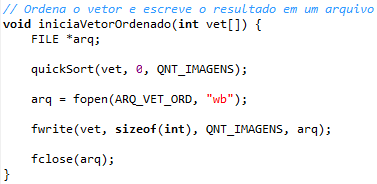 // Ordena o vetor e escreve o resultado em um arquivo
void iniciaVetorOrdenado(int vet[]) {
FILE *arq;
quickSort(vet, 0, QNT_IMAGENS);
arq = fopen(ARQ_VET_ORD, "wb");
fwrite(vet, sizeof(int), QNT_IMAGENS, arq);
fclose(arq);
}